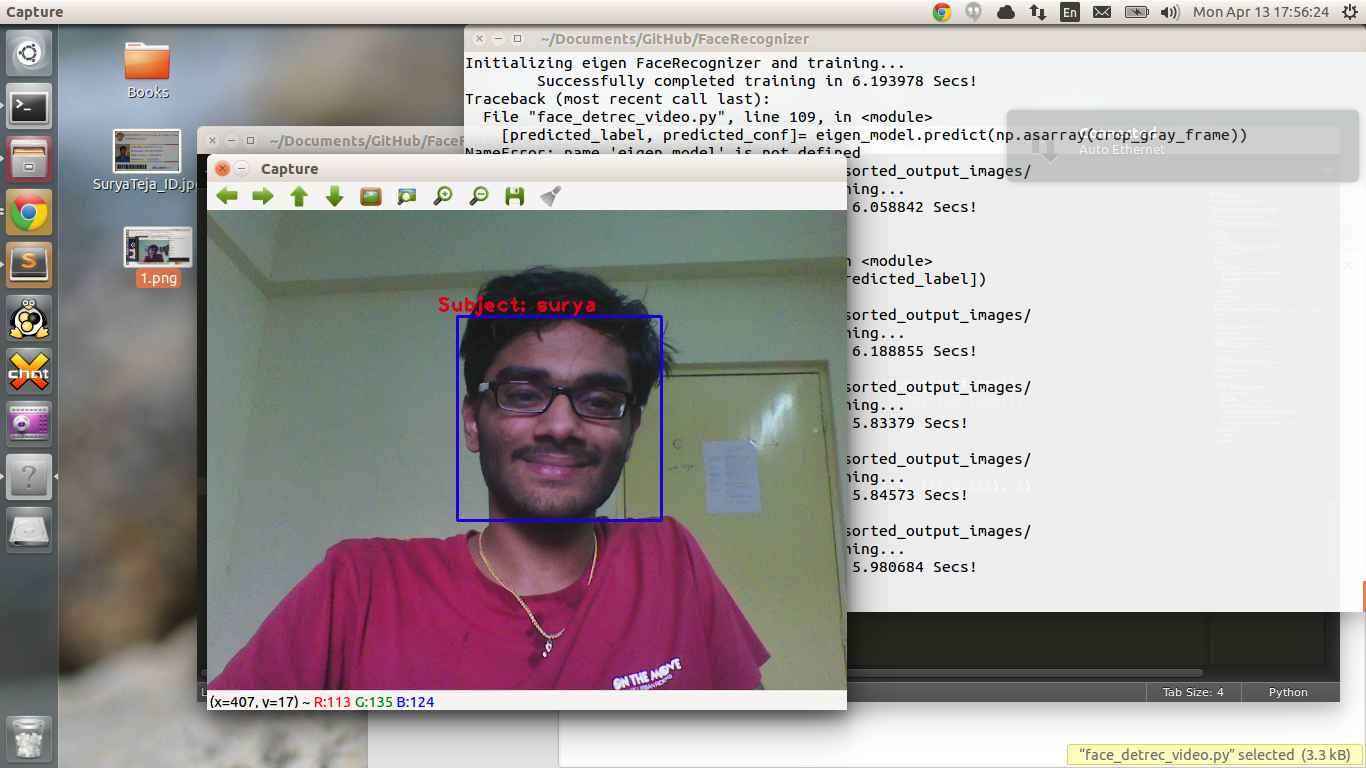 Capture
En
Mon Apr 13 17:56:24
Books
SuryaTeja_ID.jp
1.png
chat
~/Documents/GitHub/FaceRecognizer
Initializing eigen FaceRecognizer and training...
Successfully completed training in 6.193978 Secs!
Traceback (most recent call last):
File "face_detrec_video.py", line 109, in <module>
[predicted_label, predicted_conf]= eigen_model.predict(np.asarray(crop_gray_frame))
NameError: name 'eigen_model' is not defined
Connected
Auto Ethernet
sorted_output_images/
ning...
6.058842 Secs!
n <module>
redicted_label])
sorted_output_images/
ning...
6.188855 Secs!
sorted_output_images/
ning...
5.83379 Secs!
sorted_output_images/
ning...
5.84573 Secs!
sorted_output_images/
ning...
5.980684 Secs!
~/Documents/GitHub/FaceR
Capture
Subject: surya
ON THE MOVE
(x=407, y=17) ~ R:113 G:135 B:124
Tab Size: 4
Python
"face_detrec_video.py" selected (3.3 kB)